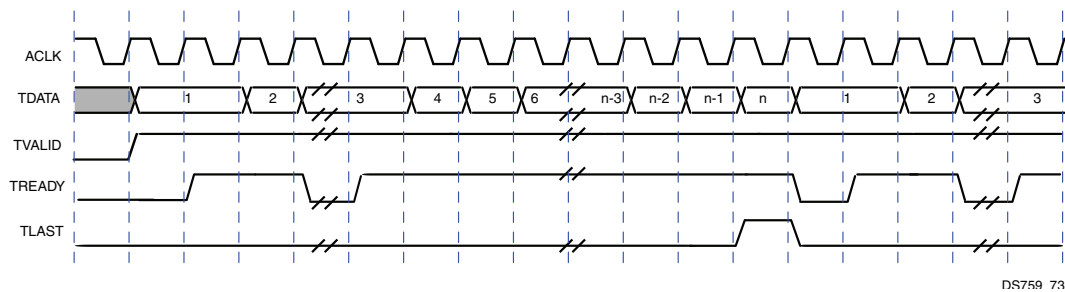 ACLK
TDATA 1 2 3 4 5 6 n-3 n-2 n-1 n 1 2 3
TVALID
TREADY
TLAST
DS759_73